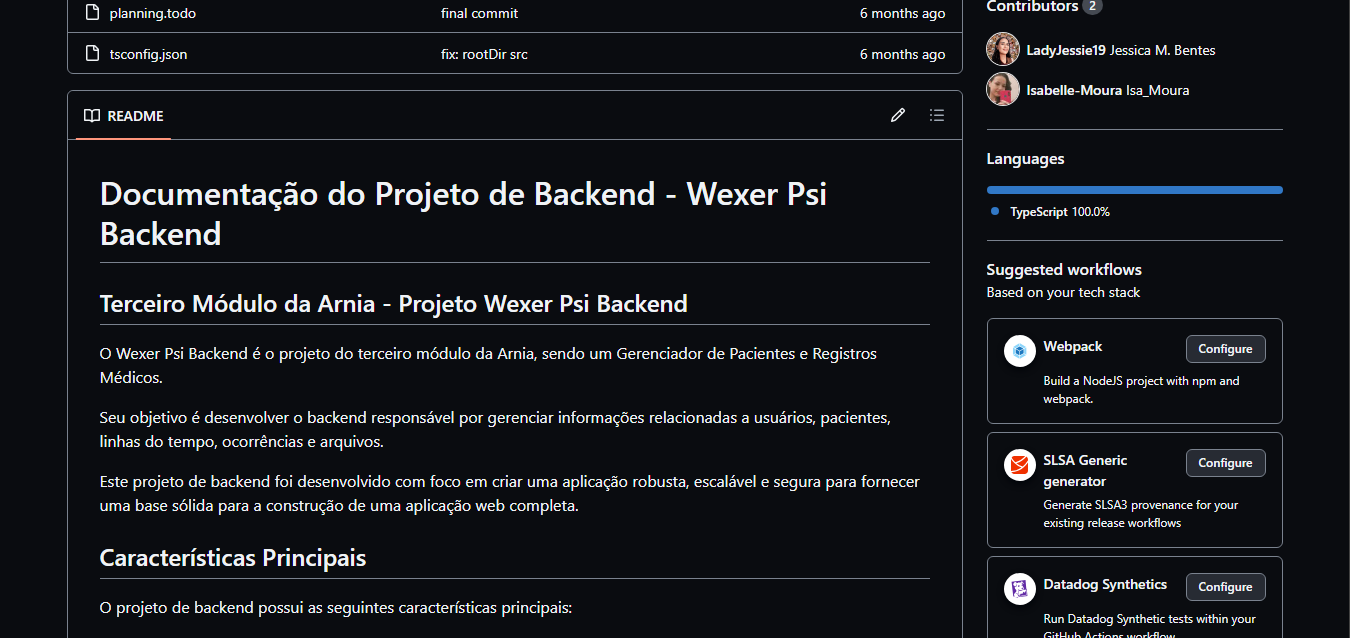 planning.todo final commit 6 months ago
tsconfig.json fix: rootDir src 6 months ago
README
Documentação do Projeto de Backend - Wexer Psi
Backend
Terceiro Módulo da Arnia - Projeto Wexer Psi Backend
O Wexer Psi Backend é o projeto do terceiro módulo da Arnia, sendo um Gerenciador de Pacientes e Registros
Médicos.
Seu objetivo é desenvolver o backend responsável por gerenciar informações relacionadas a usuários, pacientes,
linhas do tempo, ocorrências e arquivos.
Este projeto de backend foi desenvolvido com foco em criar uma aplicação robusta, escalável e segura para fornecer
uma base sólida para a construção de uma aplicação web completa.
Características Principais
O projeto de backend possui as seguintes características principais:
Contributors 2
LadyJessie19 Jessica M. Bentes
Isabelle-Moura Isa_Moura
Languages
TypeScript 100.0%
Suggested workflows
Based on your tech stack
Webpack Configure
Build a NodeJS project with npm and
webpack.
SLSA Generic Configure
generator
Generate SLSA3 provenance for your
existing release workflows
Datadog Synthetics Configure
Run Datadog Synthetic tests within your
GitHub Actions workflow